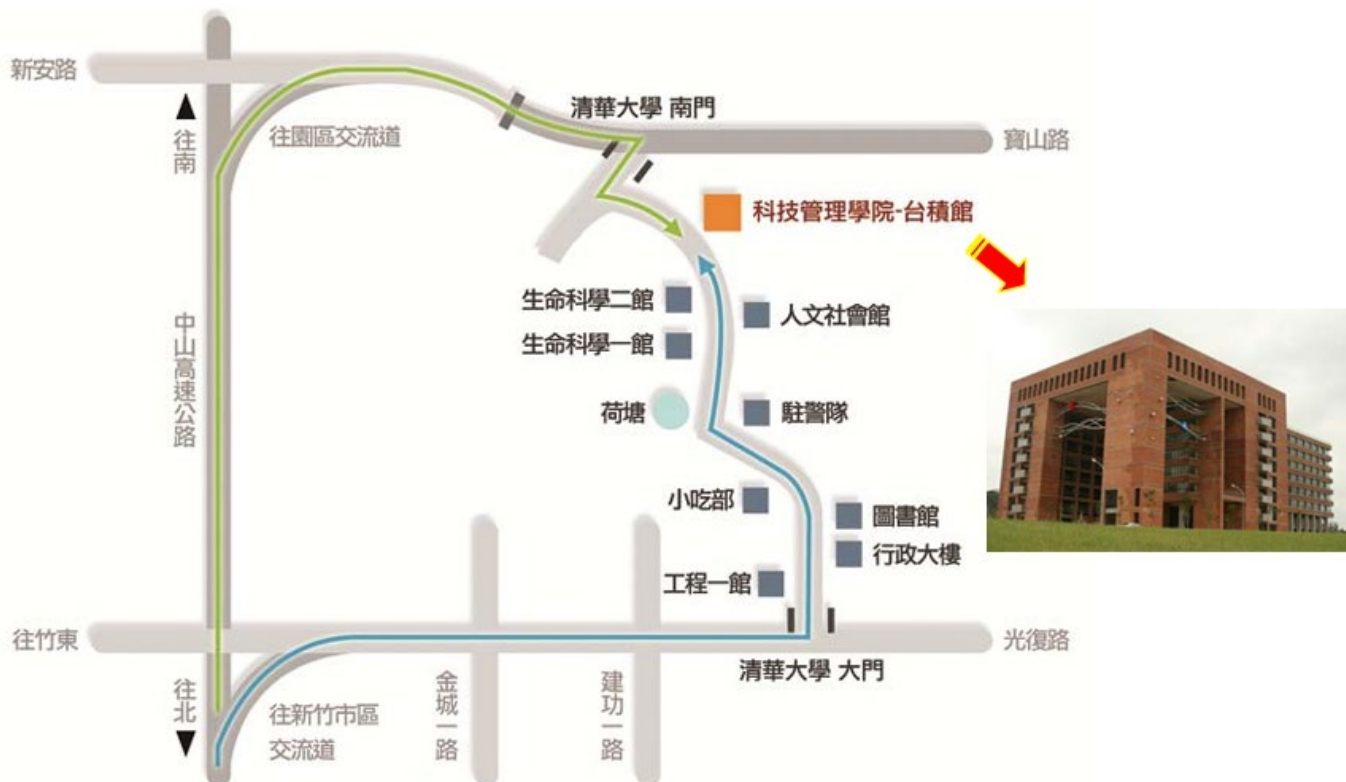 新安路
清華大學 南門
往南
往園區交流道
寶山路
科技管理學院-台積館
生命科學二館
人文社會館
中山高速公路
生命科學一館
荷塘
駐警隊
小吃部
圖書館
行政大樓
工程一館
往竹東
光復路
清華大學 大門
往北
金城一路
建功一路
往新竹市區
交流道